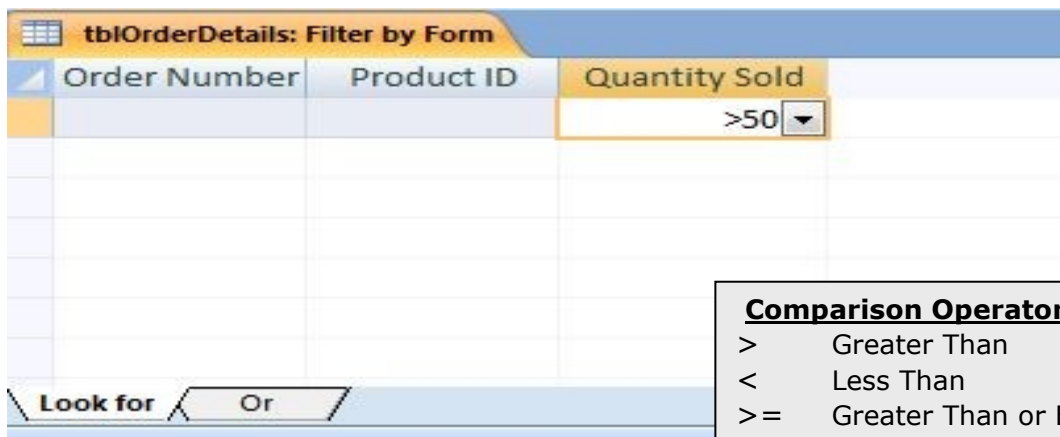 tblOrderDetails: Filter by Form
Order Number Product ID Quantity Sold
>50
Look for Or
Comparison Operator
> Greater Than
< Less Than
>= Greater Than or